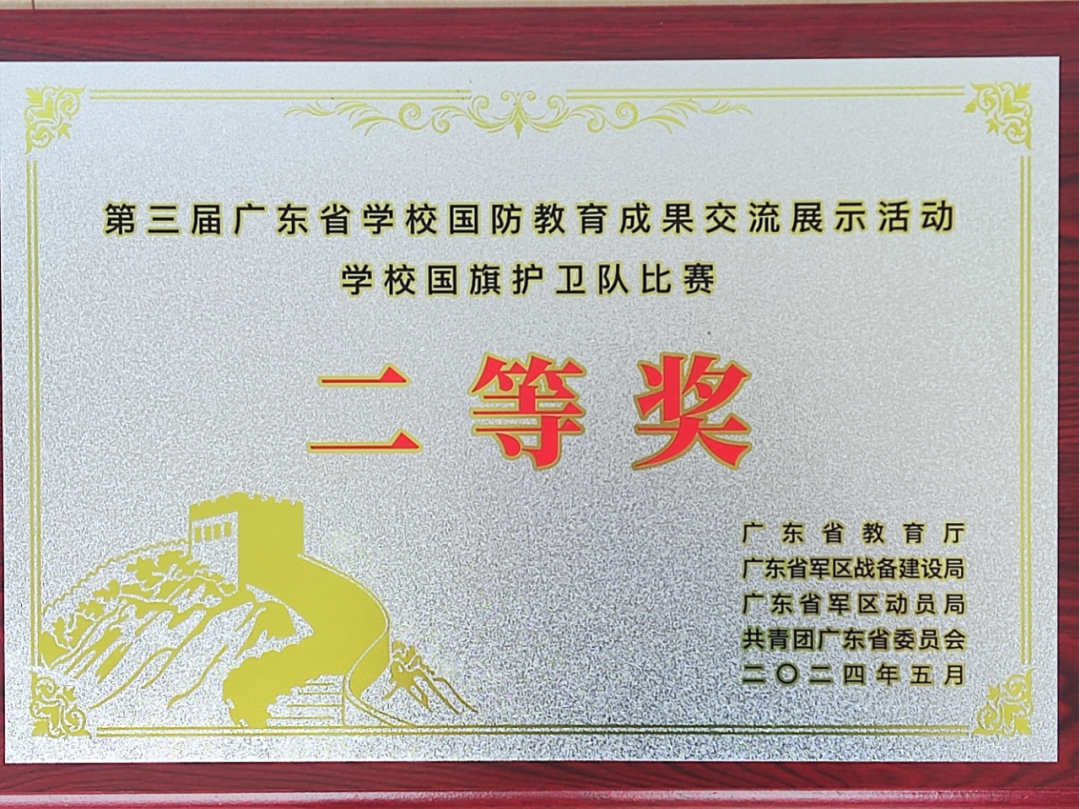 第三届广东省学校国防教育成果交流展示活动
学校国旗护卫队比赛
二等奖
广东省教育厅
广东省军区战备建设局
广东省军区动员局
共青团广东省委员会
二〇二四年五月